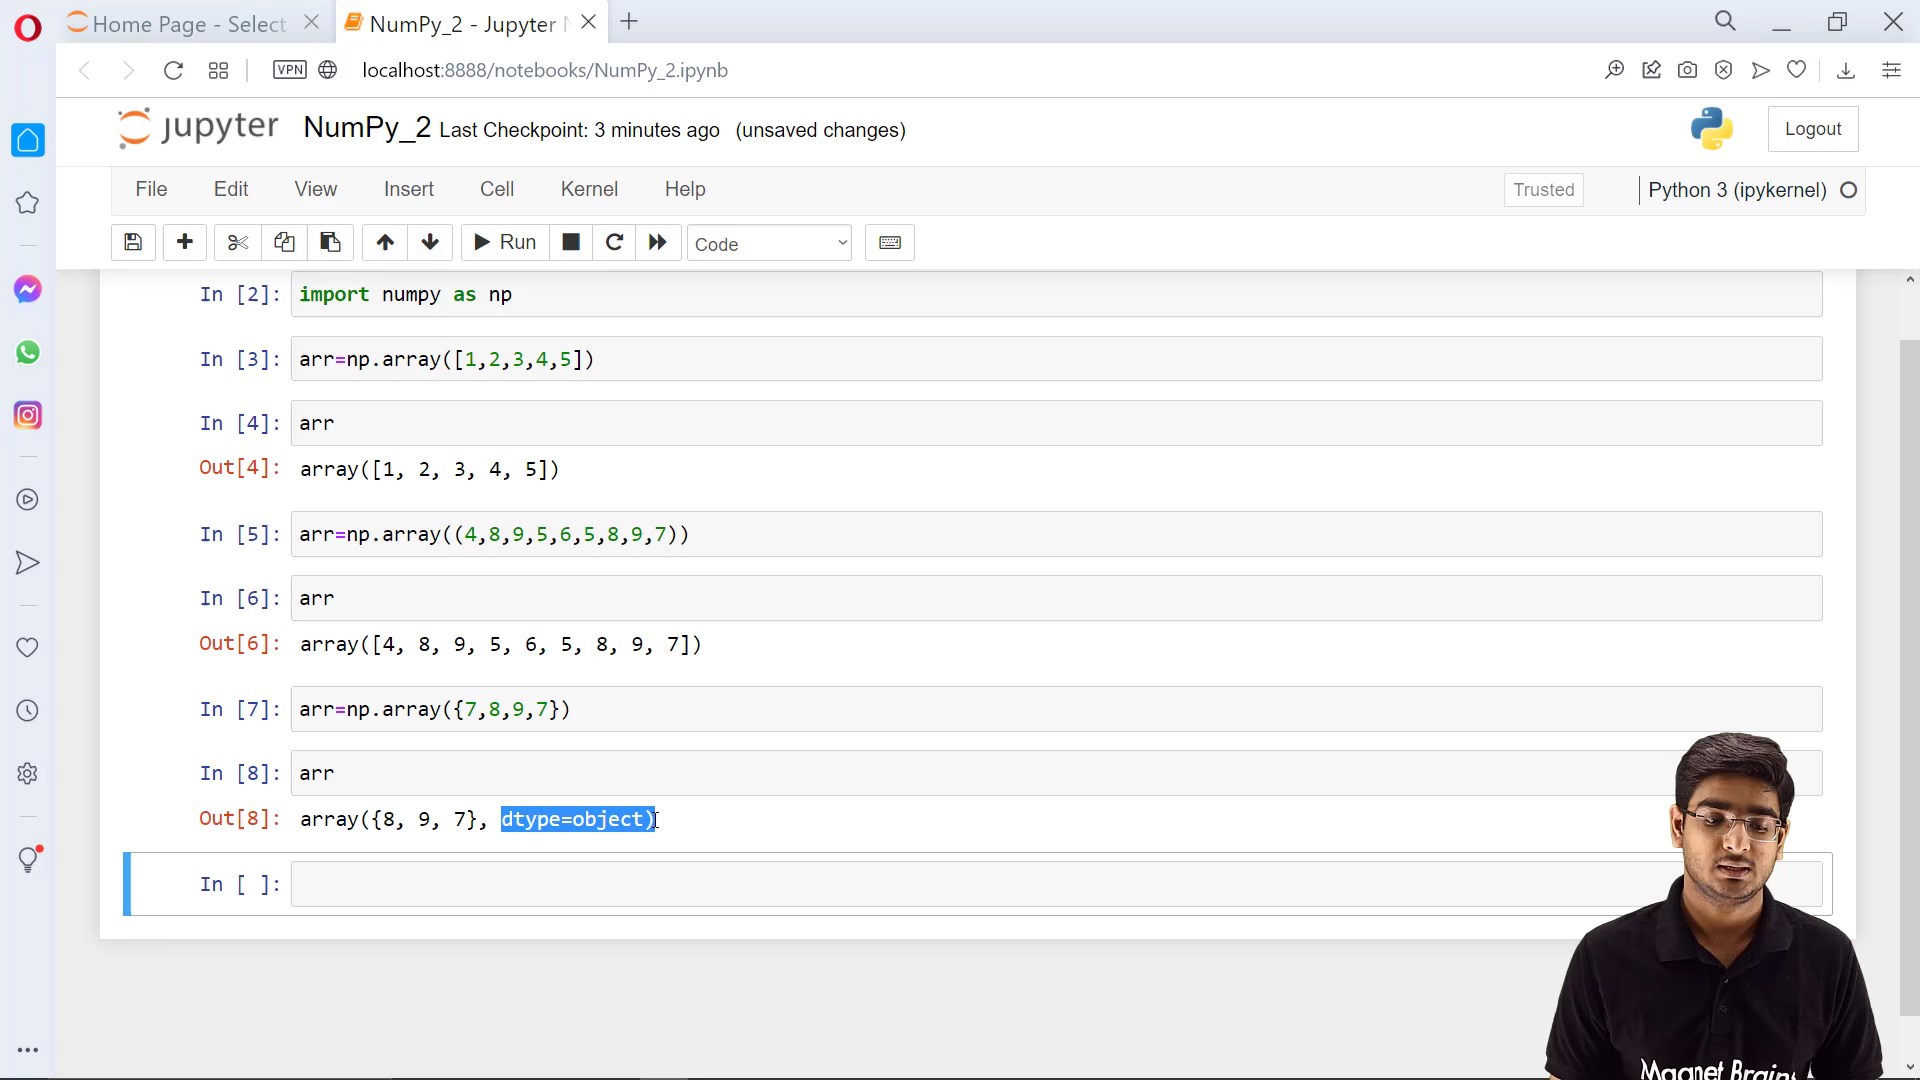 Home Page - Select
NumPy_2 - Jupyter N
VPN
localhost:8888/notebooks/NumPy_2.ipynb
jupyter
NumPy_2 Last Checkpoint: 3 minutes ago (unsaved changes)
Logout
File Edit View Insert Cell Kernel Help
Trusted
Python 3 (ipykernel)
Run
Code
In [2]: import numpy as np
In [3]: arr=np.array([1,2,3,4,5])
In [4]: arr
Out[4]: array([1, 2, 3, 4, 5])
In [5]: arr=np.array((4,8,9,5,6,5,8,9,7))
In [6]: arr
Out[6]: array([4, 8, 9, 5, 6, 5, 8, 9, 7])
In [7]: arr=np.array({7,8,9,7})
In [8]: arr
Out[8]: array({8, 9, 7}, dtype=object)
In [ ]:
Magnet Brains